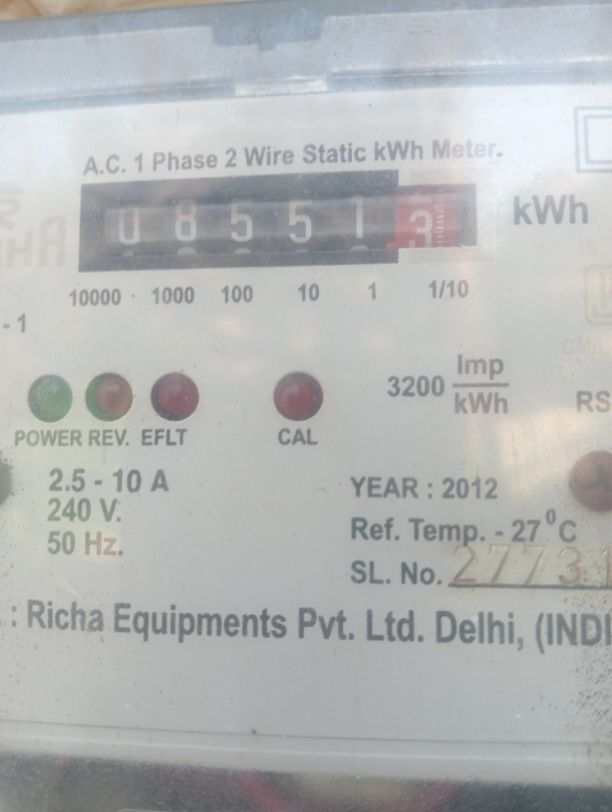 A.C. 1 Phase 2 Wire Static kWh Meter.
0 8 5 5 1 3 kWh
10000 1000 100 10 1 1/10
- 1
3200 Imp
kWh
RS
POWER REV. EFLT CAL
2.5 - 10 A
240 V.
50 Hz.
YEAR : 2012
Ref. Temp. - 27°C
SL. No. 27731
: Richa Equipments Pvt. Ltd. Delhi, (INDI